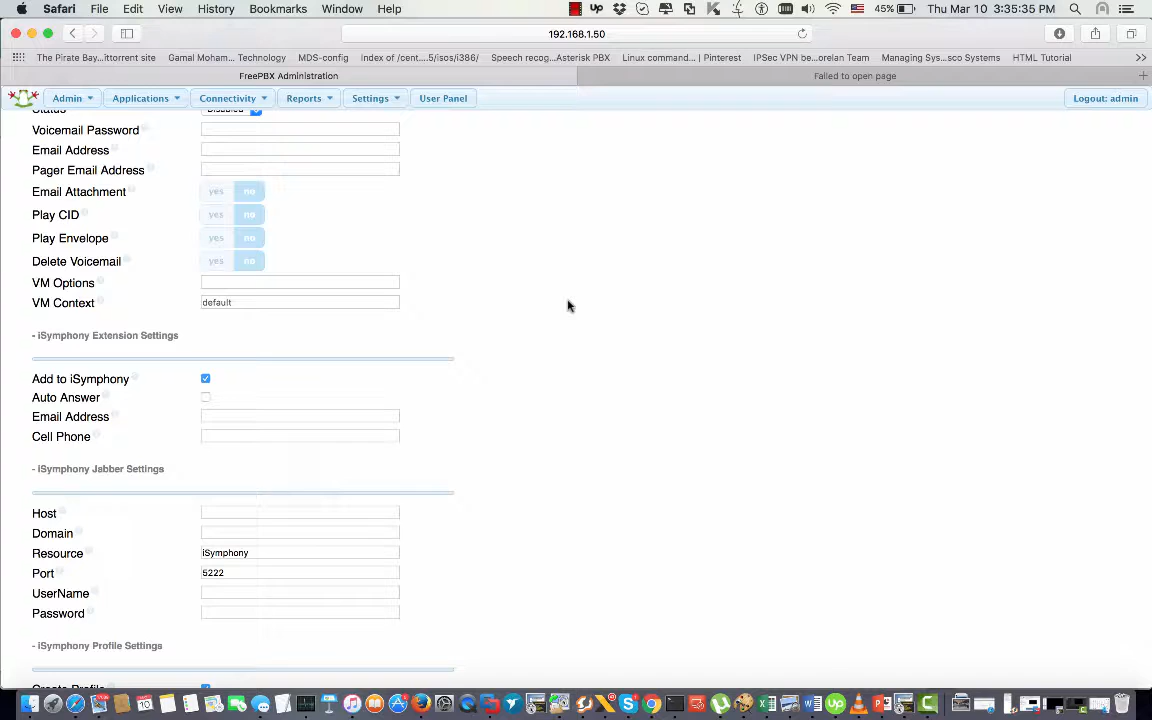 Safari File Edit View History Bookmarks Window Help 45% Thu Mar 10 3:35:35 PM
192.168.1.50
The Pirate Bay...bittorrent site Gamal Moham... Technology MDS-config Index of /cent....5/isos/i386/ Speech recog...Asterisk PBX Linux command... | Pinterest IPSec VPN be...orelan Team Managing Sys...sco Systems HTML Tutorial
FreePBX Administration Failed to open page
Admin Applications Connectivity Reports Settings User Panel Logout: admin
Status Disabled
Voicemail Password
Email Address
Pager Email Address
Email Attachment yes no
Play CID yes no
Play Envelope yes no
Delete Voicemail yes no
VM Options
VM Context default
- iSymphony Extension Settings
Add to iSymphony
Auto Answer
Email Address
Cell Phone
- iSymphony Jabber Settings
Host
Domain
Resource iSymphony
Port 5222
UserName
Password
- iSymphony Profile Settings
Create Profile